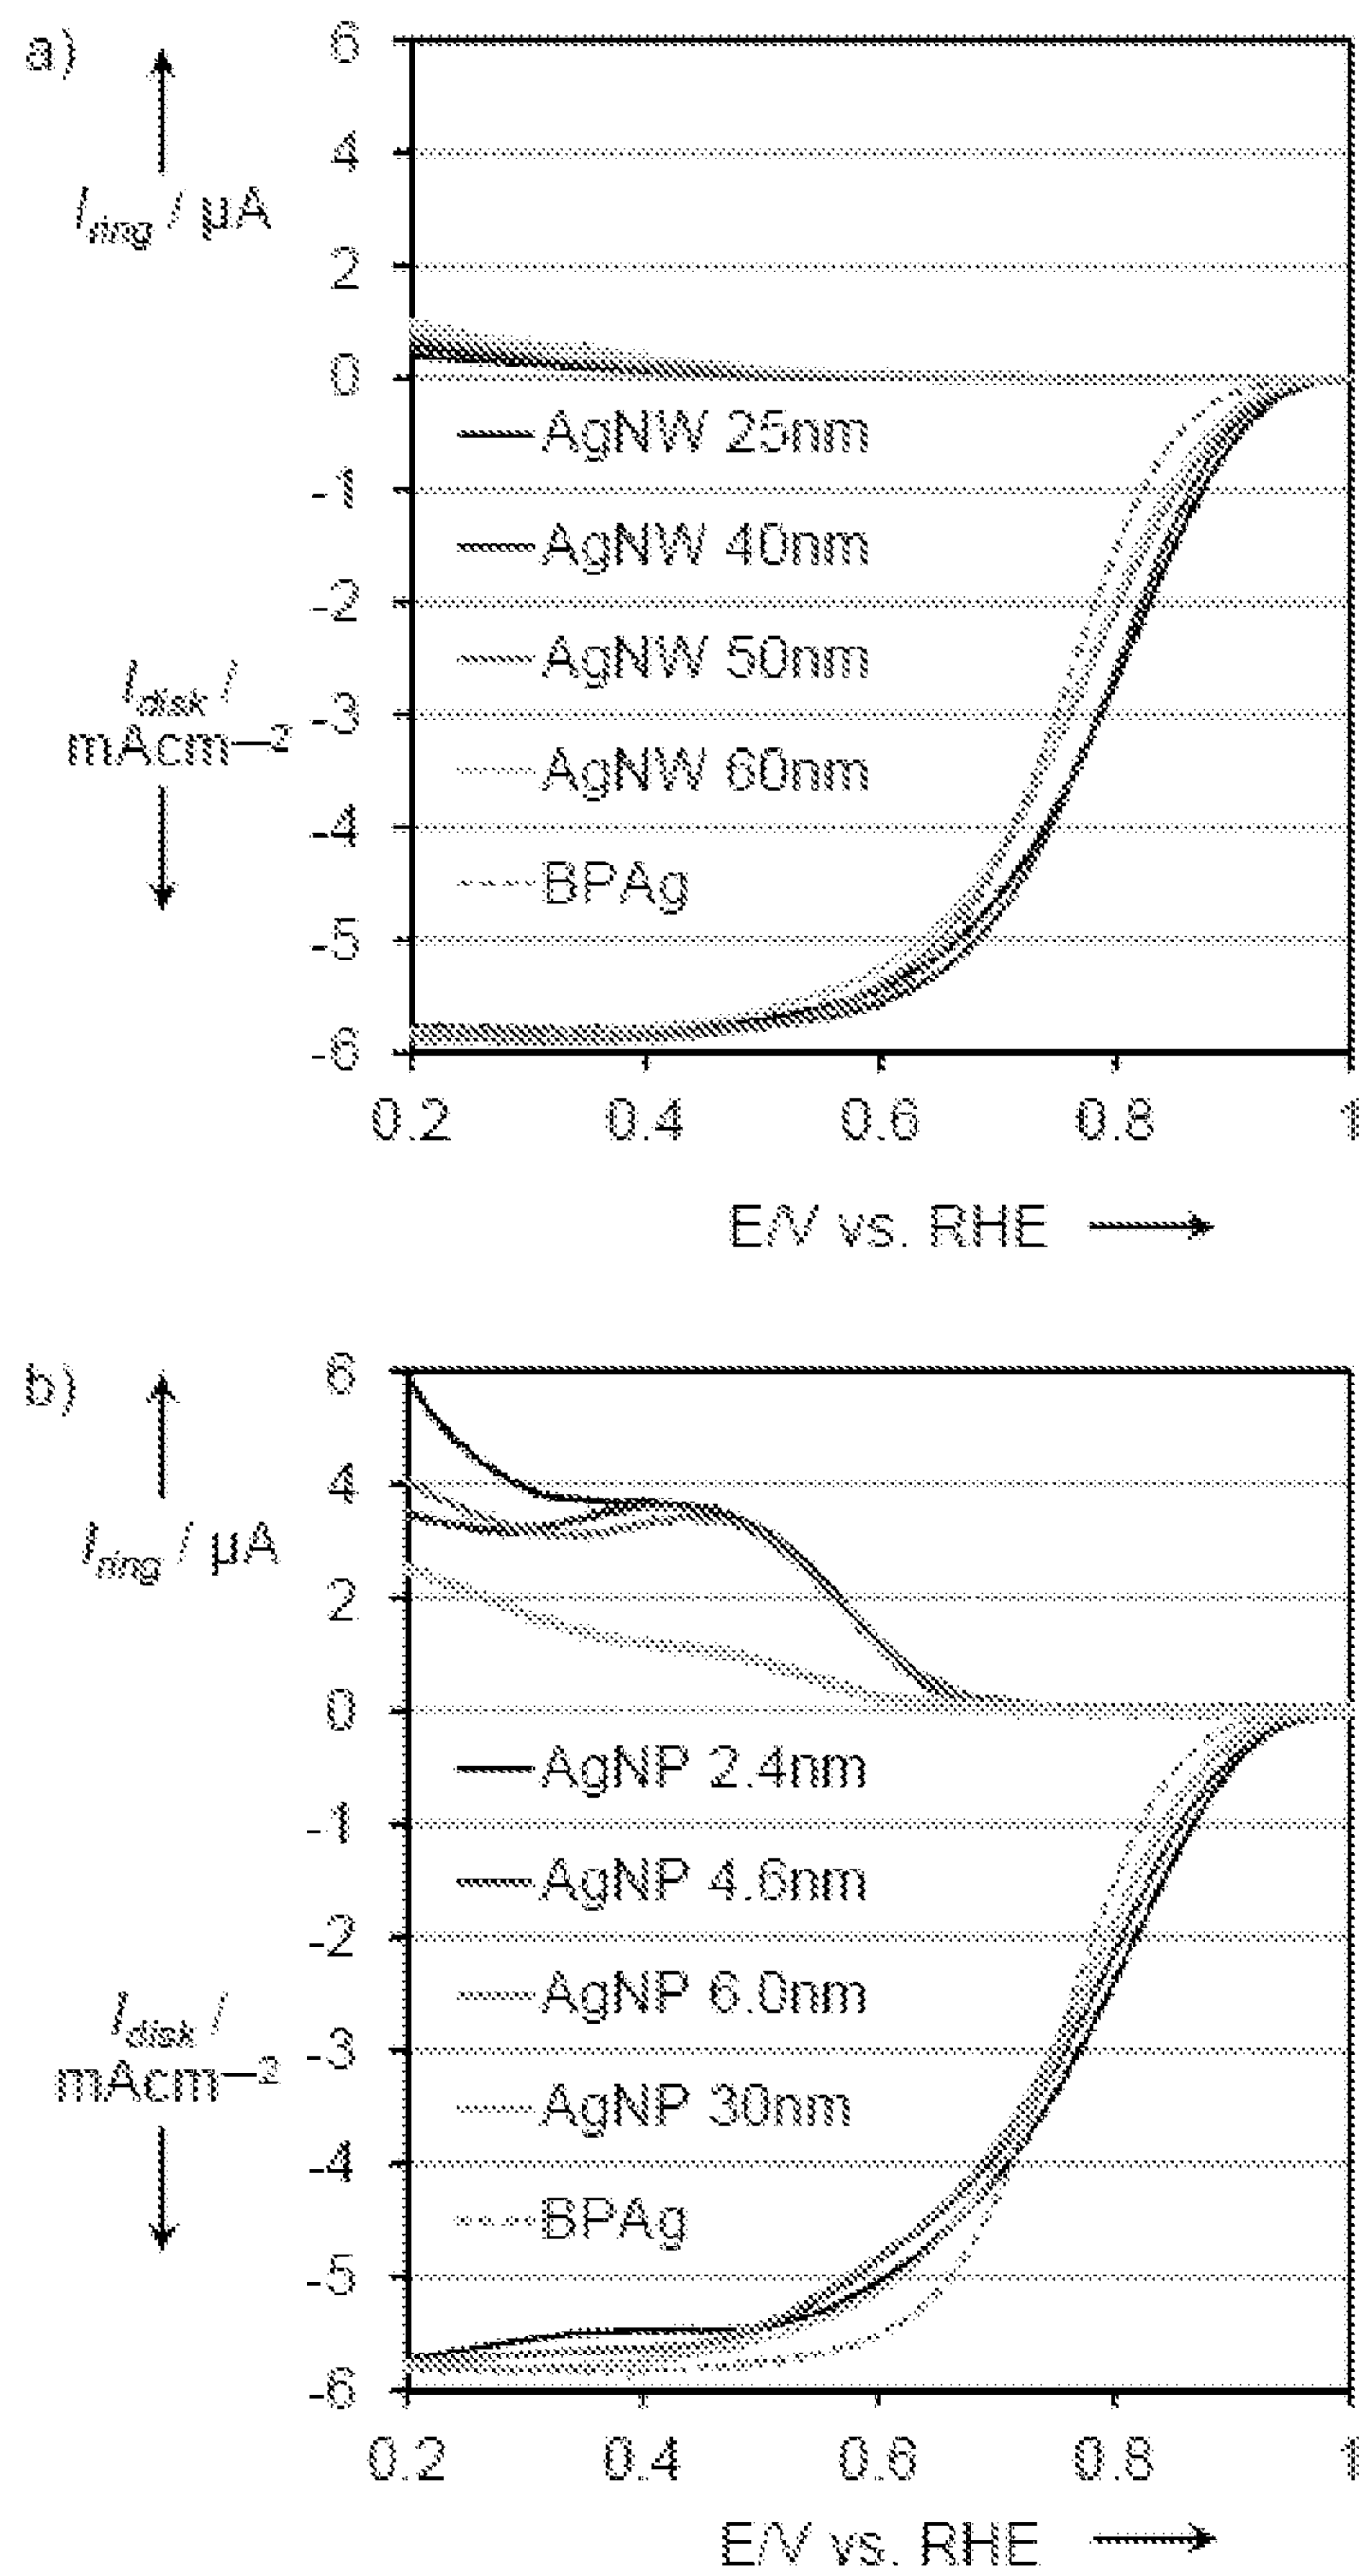 a)
I_ring / µA
6
4
2
0
-1
-2
-3
-4
-5
-6
I_disk /
mAcm—2
AgNW 25nm
AgNW 40nm
AgNW 50nm
AgNW 60nm
BPAg
0.2 0.4 0.6 0.8 1
E/V vs. RHE
b)
I_ring / µA
6
4
2
0
-1
-2
-3
-4
-5
-6
I_disk /
mAcm—2
AgNP 2.4nm
AgNP 4.6nm
AgNP 6.0nm
AgNP 30nm
BPAg
0.2 0.4 0.6 0.8 1
E/V vs. RHE